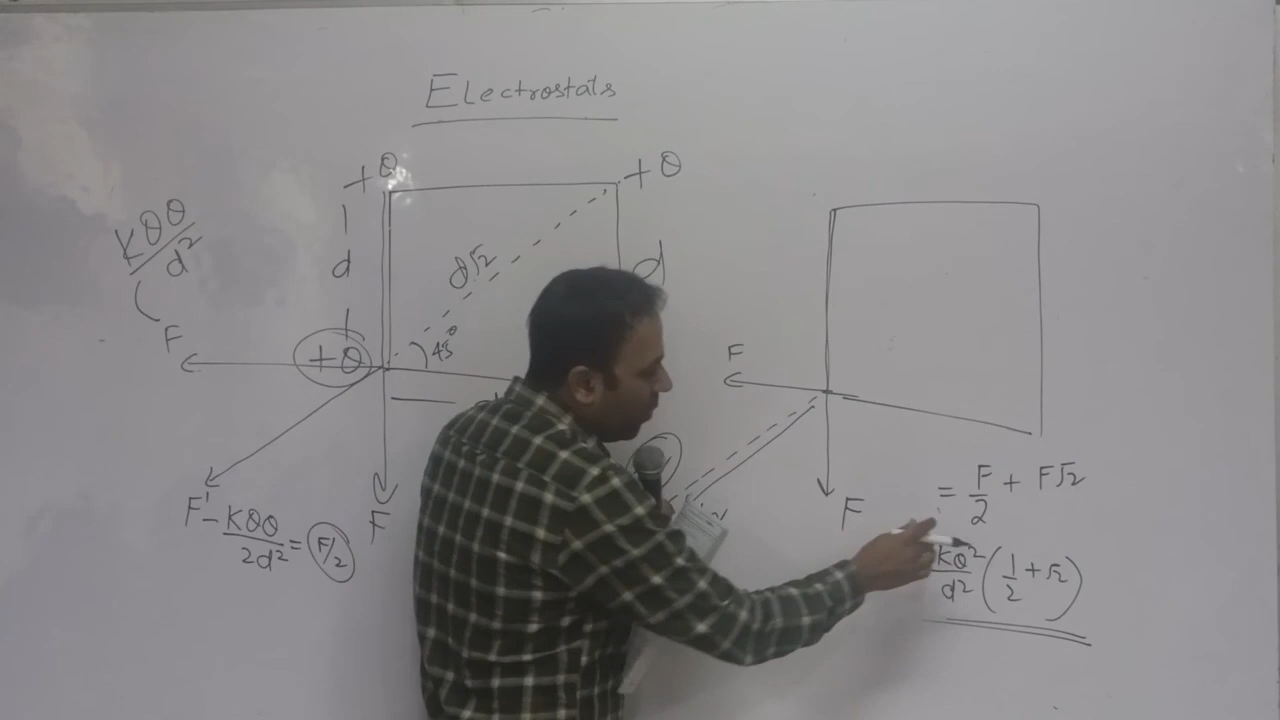 Electrostats
+Q
+Q
KQQ
d²
d
d√2
d
F
+Q
45°
F
F' - KQQ
2d² = F/2
F
F
= F/2 + F√2
KQ²/d² (1/2 + √2)